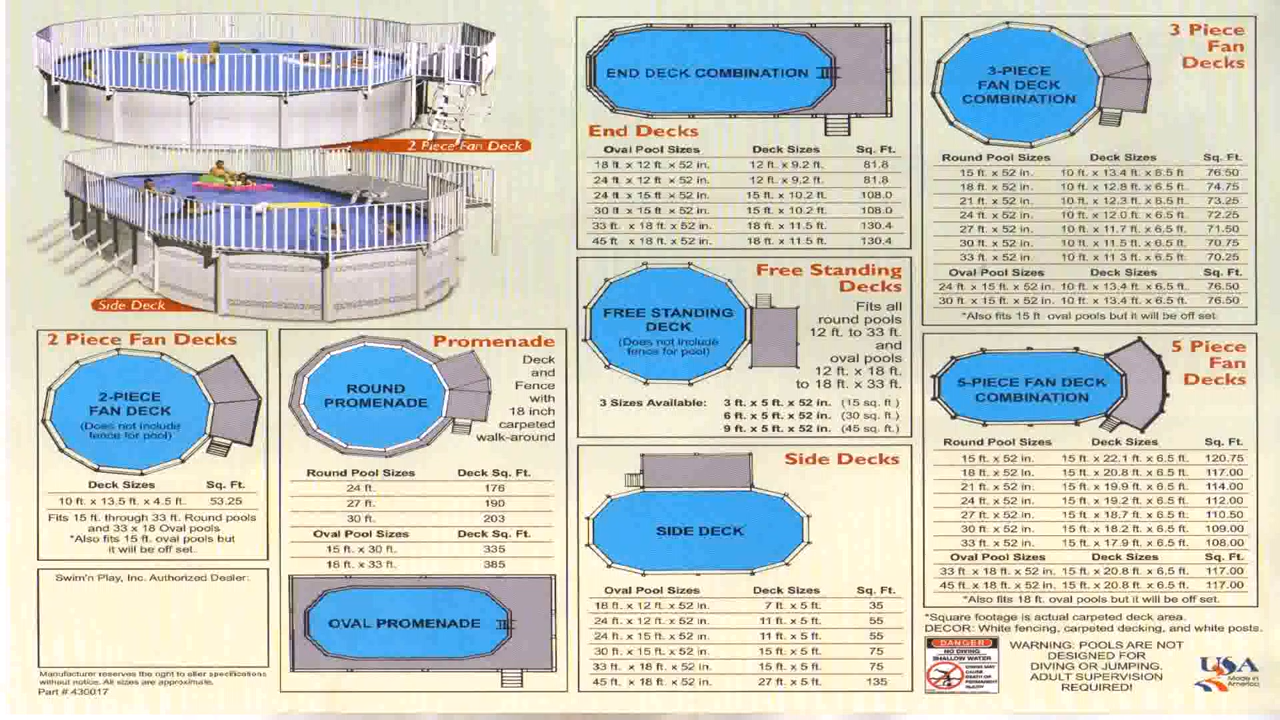 2 Piece Fan Deck
Side Deck
2 Piece Fan Decks
2-PIECE
FAN DECK
(Does not include
fence for pool)
Deck Sizes Sq. Ft.
10 ft. x 13.5 ft. x 4.5 ft. 53.25
Fits 15 ft. through 33 ft. Round pools
and 33 x 18 Oval pools
*Also fits 15 ft. oval pools but
it will be off set.
Swim'n Play, Inc. Authorized Dealer:
Manufacturer reserves the right to alter specifications
without notice. All sizes are approximate.
Part # 430017
Promenade
ROUND
PROMENADE
Deck
and
Fence
with
18 inch
carpeted
walk-around
Round Pool Sizes Deck Sq. Ft.
24 ft. 176
27 ft. 190
30 ft. 203
Oval Pool Sizes Deck Sq. Ft.
15 ft. x 30 ft. 335
18 ft. x 33 ft. 385
OVAL PROMENADE
END DECK COMBINATION
End Decks
Oval Pool Sizes Deck Sizes Sq. Ft.
18 ft. x 12 ft. x 52 in. 12 ft. x 9.2 ft. 81.8
24 ft. x 12 ft. x 52 in. 12 ft. x 9.2 ft. 81.8
24 ft. x 15 ft. x 52 in. 15 ft. x 10.2 ft. 108.0
30 ft. x 15 ft. x 52 in. 15 ft. x 10.2 ft. 108.0
33 ft. x 18 ft. x 52 in. 18 ft. x 11.5 ft. 130.4
45 ft. x 18 ft. x 52 in. 18 ft. x 11.5 ft. 130.4
Free Standing
Decks
FREE STANDING
DECK
(Does not include
fence for pool)
Fits all
round pools
12 ft. to 33 ft.
and
oval pools
12 ft. x 18 ft.
to 18 ft. x 33 ft.
3 Sizes Available: 3 ft. x 5 ft. x 52 in. (15 sq. ft.)
6 ft. x 5 ft. x 52 in. (30 sq. ft.)
9 ft. x 5 ft. x 52 in. (45 sq. ft.)
Side Decks
SIDE DECK
Oval Pool Sizes Deck Sizes Sq. Ft.
18 ft. x 12 ft. x 52 in. 7 ft. x 5 ft. 35
24 ft. x 12 ft. x 52 in. 11 ft. x 5 ft. 55
24 ft. x 15 ft. x 52 in. 11 ft. x 5 ft. 55
30 ft. x 15 ft. x 52 in. 15 ft. x 5 ft. 75
33 ft. x 18 ft. x 52 in. 15 ft. x 5 ft. 75
45 ft. x 18 ft. x 52 in. 27 ft. x 5 ft. 135
3 Piece
Fan
Decks
3-PIECE
FAN DECK
COMBINATION
Round Pool Sizes Deck Sizes Sq. Ft.
15 ft. x 52 in. 10 ft. x 13.4 ft. x 6.5 ft 76.50
18 ft. x 52 in. 10 ft. x 12.8 ft. x 6.5 ft. 74.75
21 ft. x 52 in. 10 ft. x 12.3 ft. x 6.5 ft. 73.25
24 ft. x 52 in. 10 ft. x 12.0 ft. x 6.5 ft. 72.25
27 ft. x 52 in. 10 ft. x 11.7 ft. x 6.5 ft. 71.50
30 ft. x 52 in. 10 ft. x 11.5 ft. x 6.5 ft. 70.75
33 ft. x 52 in. 10 ft. x 11.3 ft. x 6.5 ft. 70.25
Oval Pool Sizes Deck Sizes Sq. Ft.
24 ft. x 15 ft. x 52 in. 10 ft. x 13.4 ft. x 6.5 ft. 76.50
30 ft. x 15 ft. x 52 in. 10 ft. x 13.4 ft. x 6.5 ft. 76.50
*Also fits 15 ft. oval pools but it will be off set.
5 Piece
Fan
Decks
5-PIECE FAN DECK
COMBINATION
Round Pool Sizes Deck Sizes Sq. Ft.
15 ft. x 52 in. 15 ft. x 22.1 ft. x 6.5 ft. 120.75
18 ft. x 52 in. 15 ft. x 20.8 ft. x 6.5 ft. 117.00
21 ft. x 52 in. 15 ft. x 19.9 ft. x 6.5 ft. 114.00
24 ft. x 52 in. 15 ft. x 19.2 ft. x 6.5 ft. 112.00
27 ft. x 52 in. 15 ft. x 18.7 ft. x 6.5 ft. 110.50
30 ft. x 52 in. 15 ft. x 18.2 ft. x 6.5 ft. 109.00
33 ft. x 52 in. 15 ft. x 17.9 ft. x 6.5 ft. 108.00
Oval Pool Sizes Deck Sizes Sq. Ft.
33 ft. x 18 ft. x 52 in. 15 ft. x 20.8 ft. x 6.5 ft. 117.00
45 ft. x 18 ft. x 52 in. 15 ft. x 20.8 ft. x 6.5 ft. 117.00
*Also fits 18 ft. oval pools but it will be off set.
*Square footage is actual carpeted deck area.
DECOR: White fencing, carpeted decking, and white posts.
DANGER
NO DIVING
SHALLOW WATER
DIVING MAY
CAUSE
DEATH OR
PERMANENT
INJURY
WARNING: POOLS ARE NOT
DESIGNED FOR
DIVING OR JUMPING.
ADULT SUPERVISION
REQUIRED!
USA
Made in
America